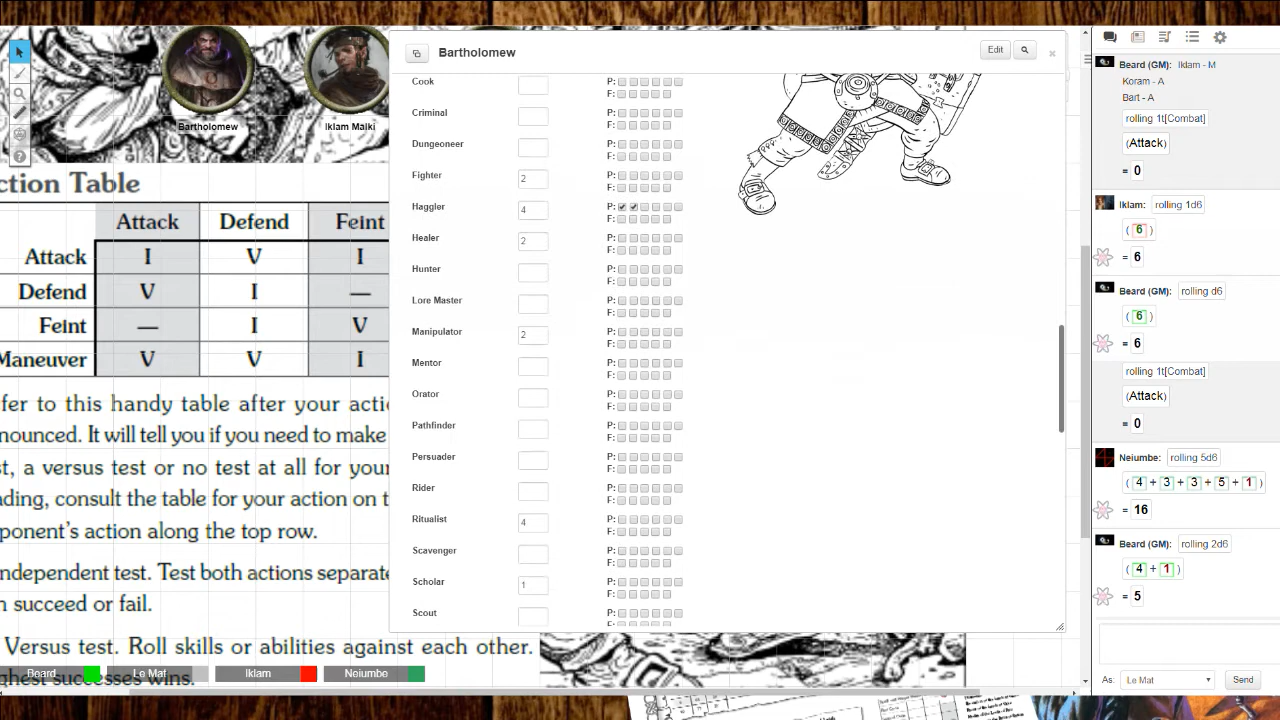 Bartholomew
Iklam Malki
ction Table
Attack Defend Feint
Attack I V I
Defend V I —
Feint — I V
Maneuver V V I
fer to this handy table after your actio
nounced. It will tell you if you need to make
st, a versus test or no test at all for your
nding, consult the table for your action on t
ponent's action along the top row.
ndependent test. Test both actions separate
n succeed or fail.
Versus test. Roll skills or abilities against each other.
ghest successes wins.
Beard
Le Mat
Iklam
Neiumbe
Bartholomew
Edit
Cook P:
F:
Criminal P:
F:
Dungeoneer P:
F:
Fighter 2 P:
F:
Haggler 4 P:
F:
Healer 2 P:
F:
Hunter P:
F:
Lore Master P:
F:
Manipulator 2 P:
F:
Mentor P:
F:
Orator P:
F:
Pathfinder P:
F:
Persuader P:
F:
Rider P:
F:
Ritualist 4 P:
F:
Scavenger P:
F:
Scholar 1 P:
F:
Scout P:
F:
Beard (GM): Iklam - M
Koram - A
Bart - A
rolling 1t[Combat]
(Attack)
= 0
Iklam: rolling 1d6
(6)
= 6
Beard (GM): rolling d6
(6)
= 6
rolling 1t[Combat]
(Attack)
= 0
Neiumbe: rolling 5d6
(4 + 3 + 3 + 5 + 1)
= 16
Beard (GM): rolling 2d6
(4 + 1)
= 5
As: Le Mat Send